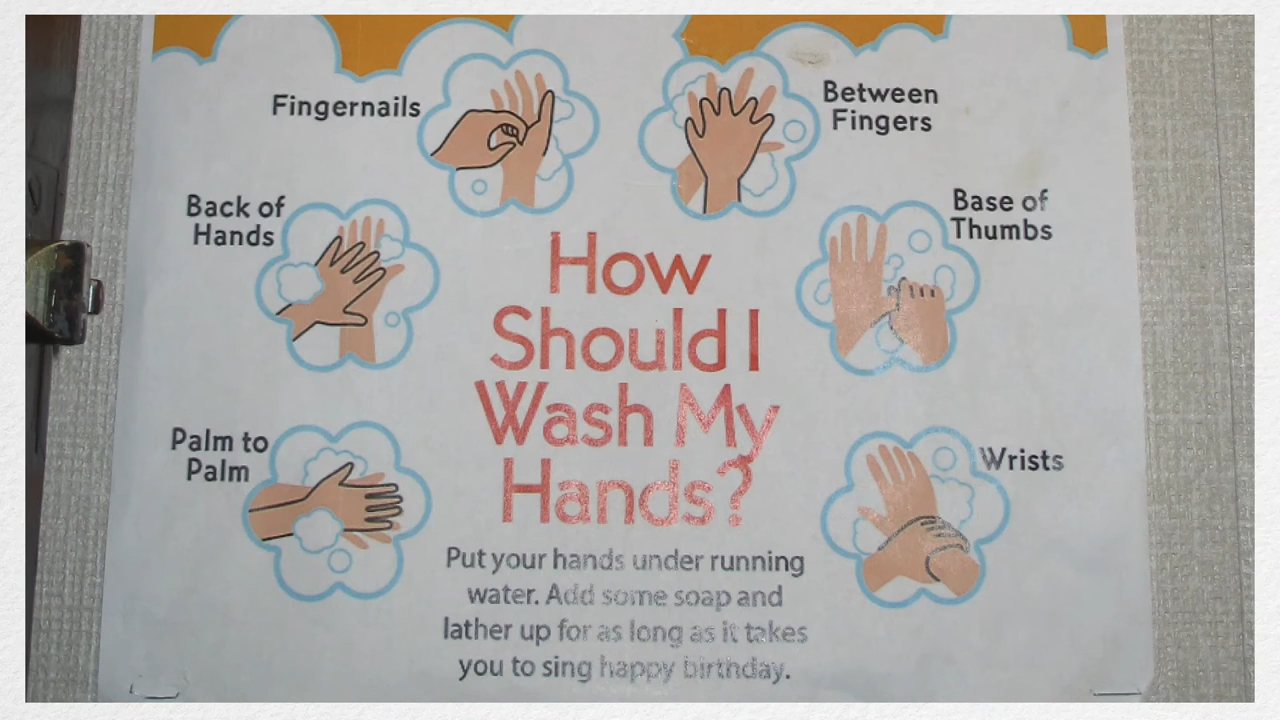 Fingernails
Between
Fingers
Back of
Hands
Base of
Thumbs
Palm to
Palm
Wrists
How
Should I
Wash My
Hands?
Put your hands under running
water. Add some soap and
lather up for as long as it takes
you to sing happy birthday.